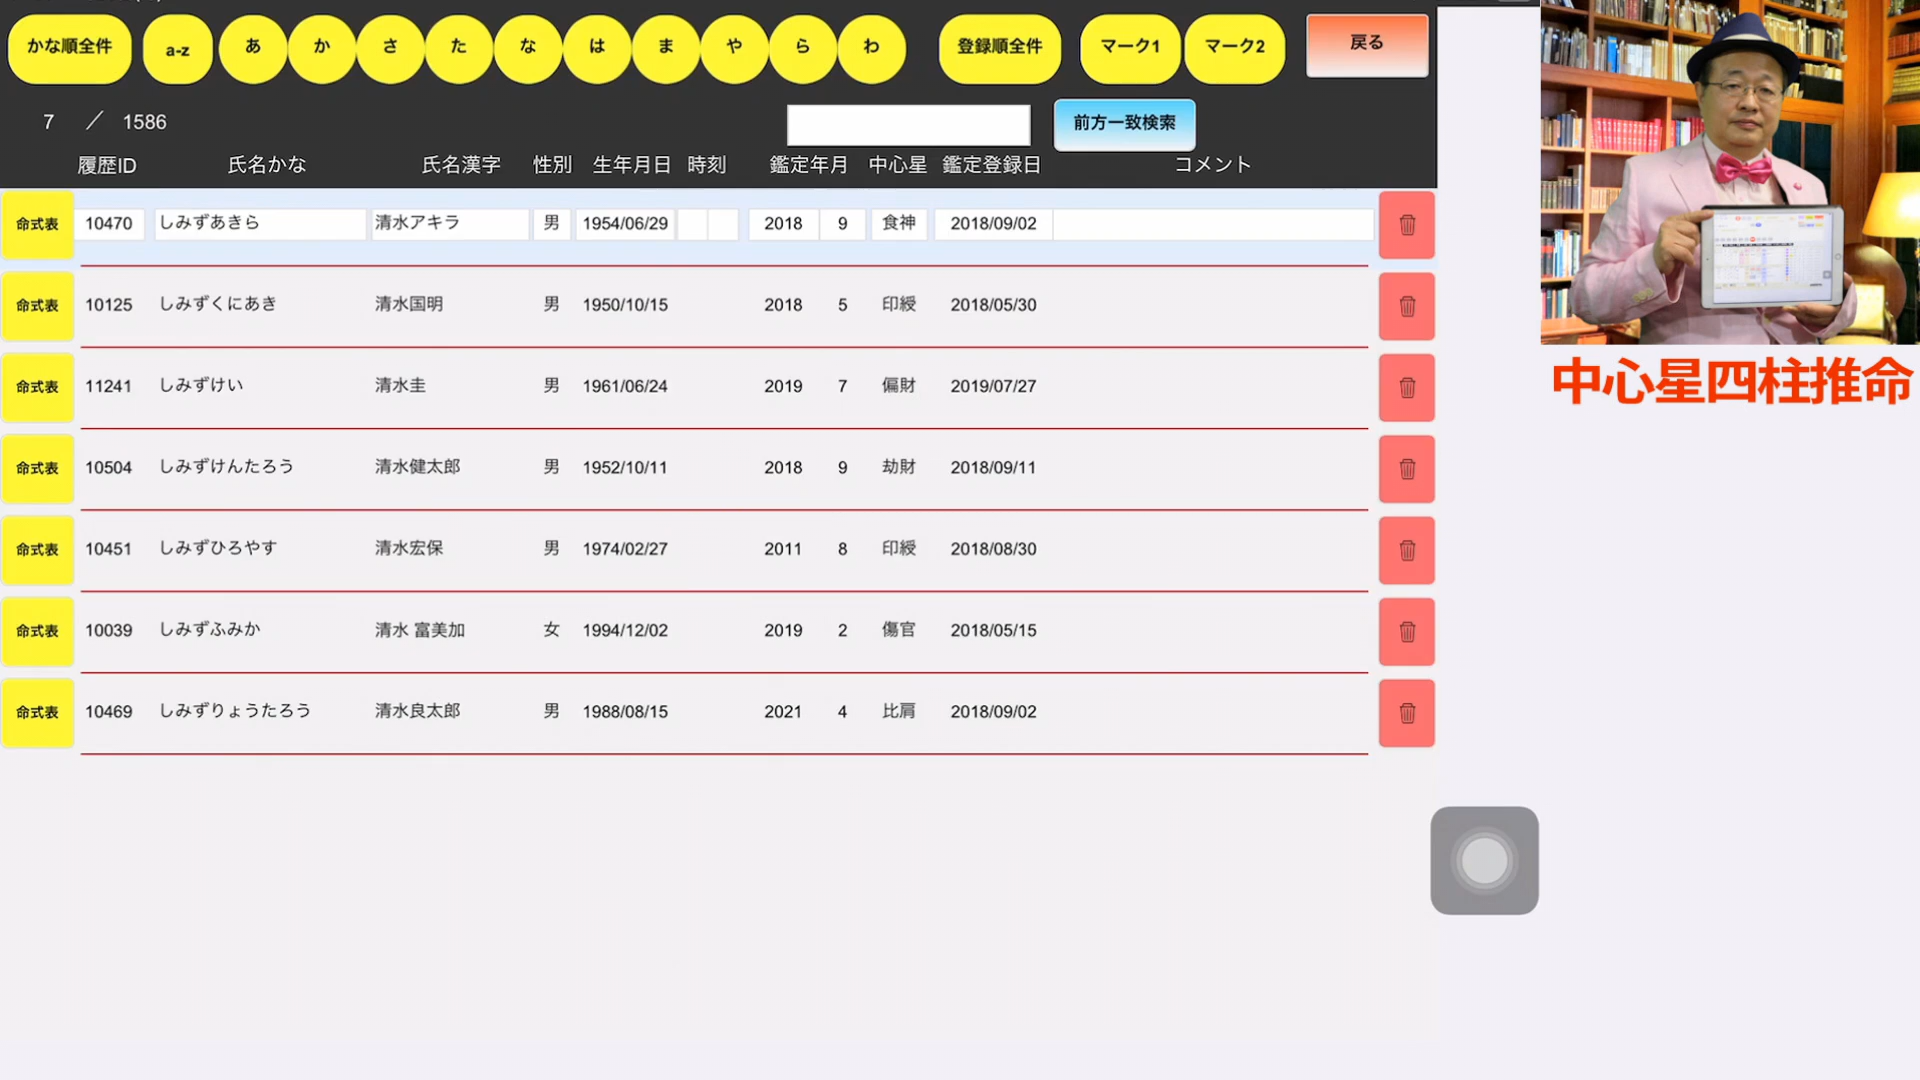 かな順全件 a-z あ か さ た な は ま や ら わ 登録順全件 マーク1 マーク2 戻る
7 / 1586 前方一致検索
履歴ID 氏名かな 氏名漢字 性別 生年月日 時刻 鑑定年月 中心星 鑑定登録日 コメント
命式表 10470 しみずあきら 清水アキラ 男 1954/06/29 2018 9 食神 2018/09/02
命式表 10125 しみずくにあき 清水国明 男 1950/10/15 2018 5 印綬 2018/05/30
命式表 11241 しみずけい 清水圭 男 1961/06/24 2019 7 偏財 2019/07/27
命式表 10504 しみずけんたろう 清水健太郎 男 1952/10/11 2018 9 劫財 2018/09/11
命式表 10451 しみずひろやす 清水宏保 男 1974/02/27 2011 8 印綬 2018/08/30
命式表 10039 しみずふみか 清水 富美加 女 1994/12/02 2019 2 傷官 2018/05/15
命式表 10469 しみずりょうたろう 清水良太郎 男 1988/08/15 2021 4 比肩 2018/09/02
中心星四柱推命